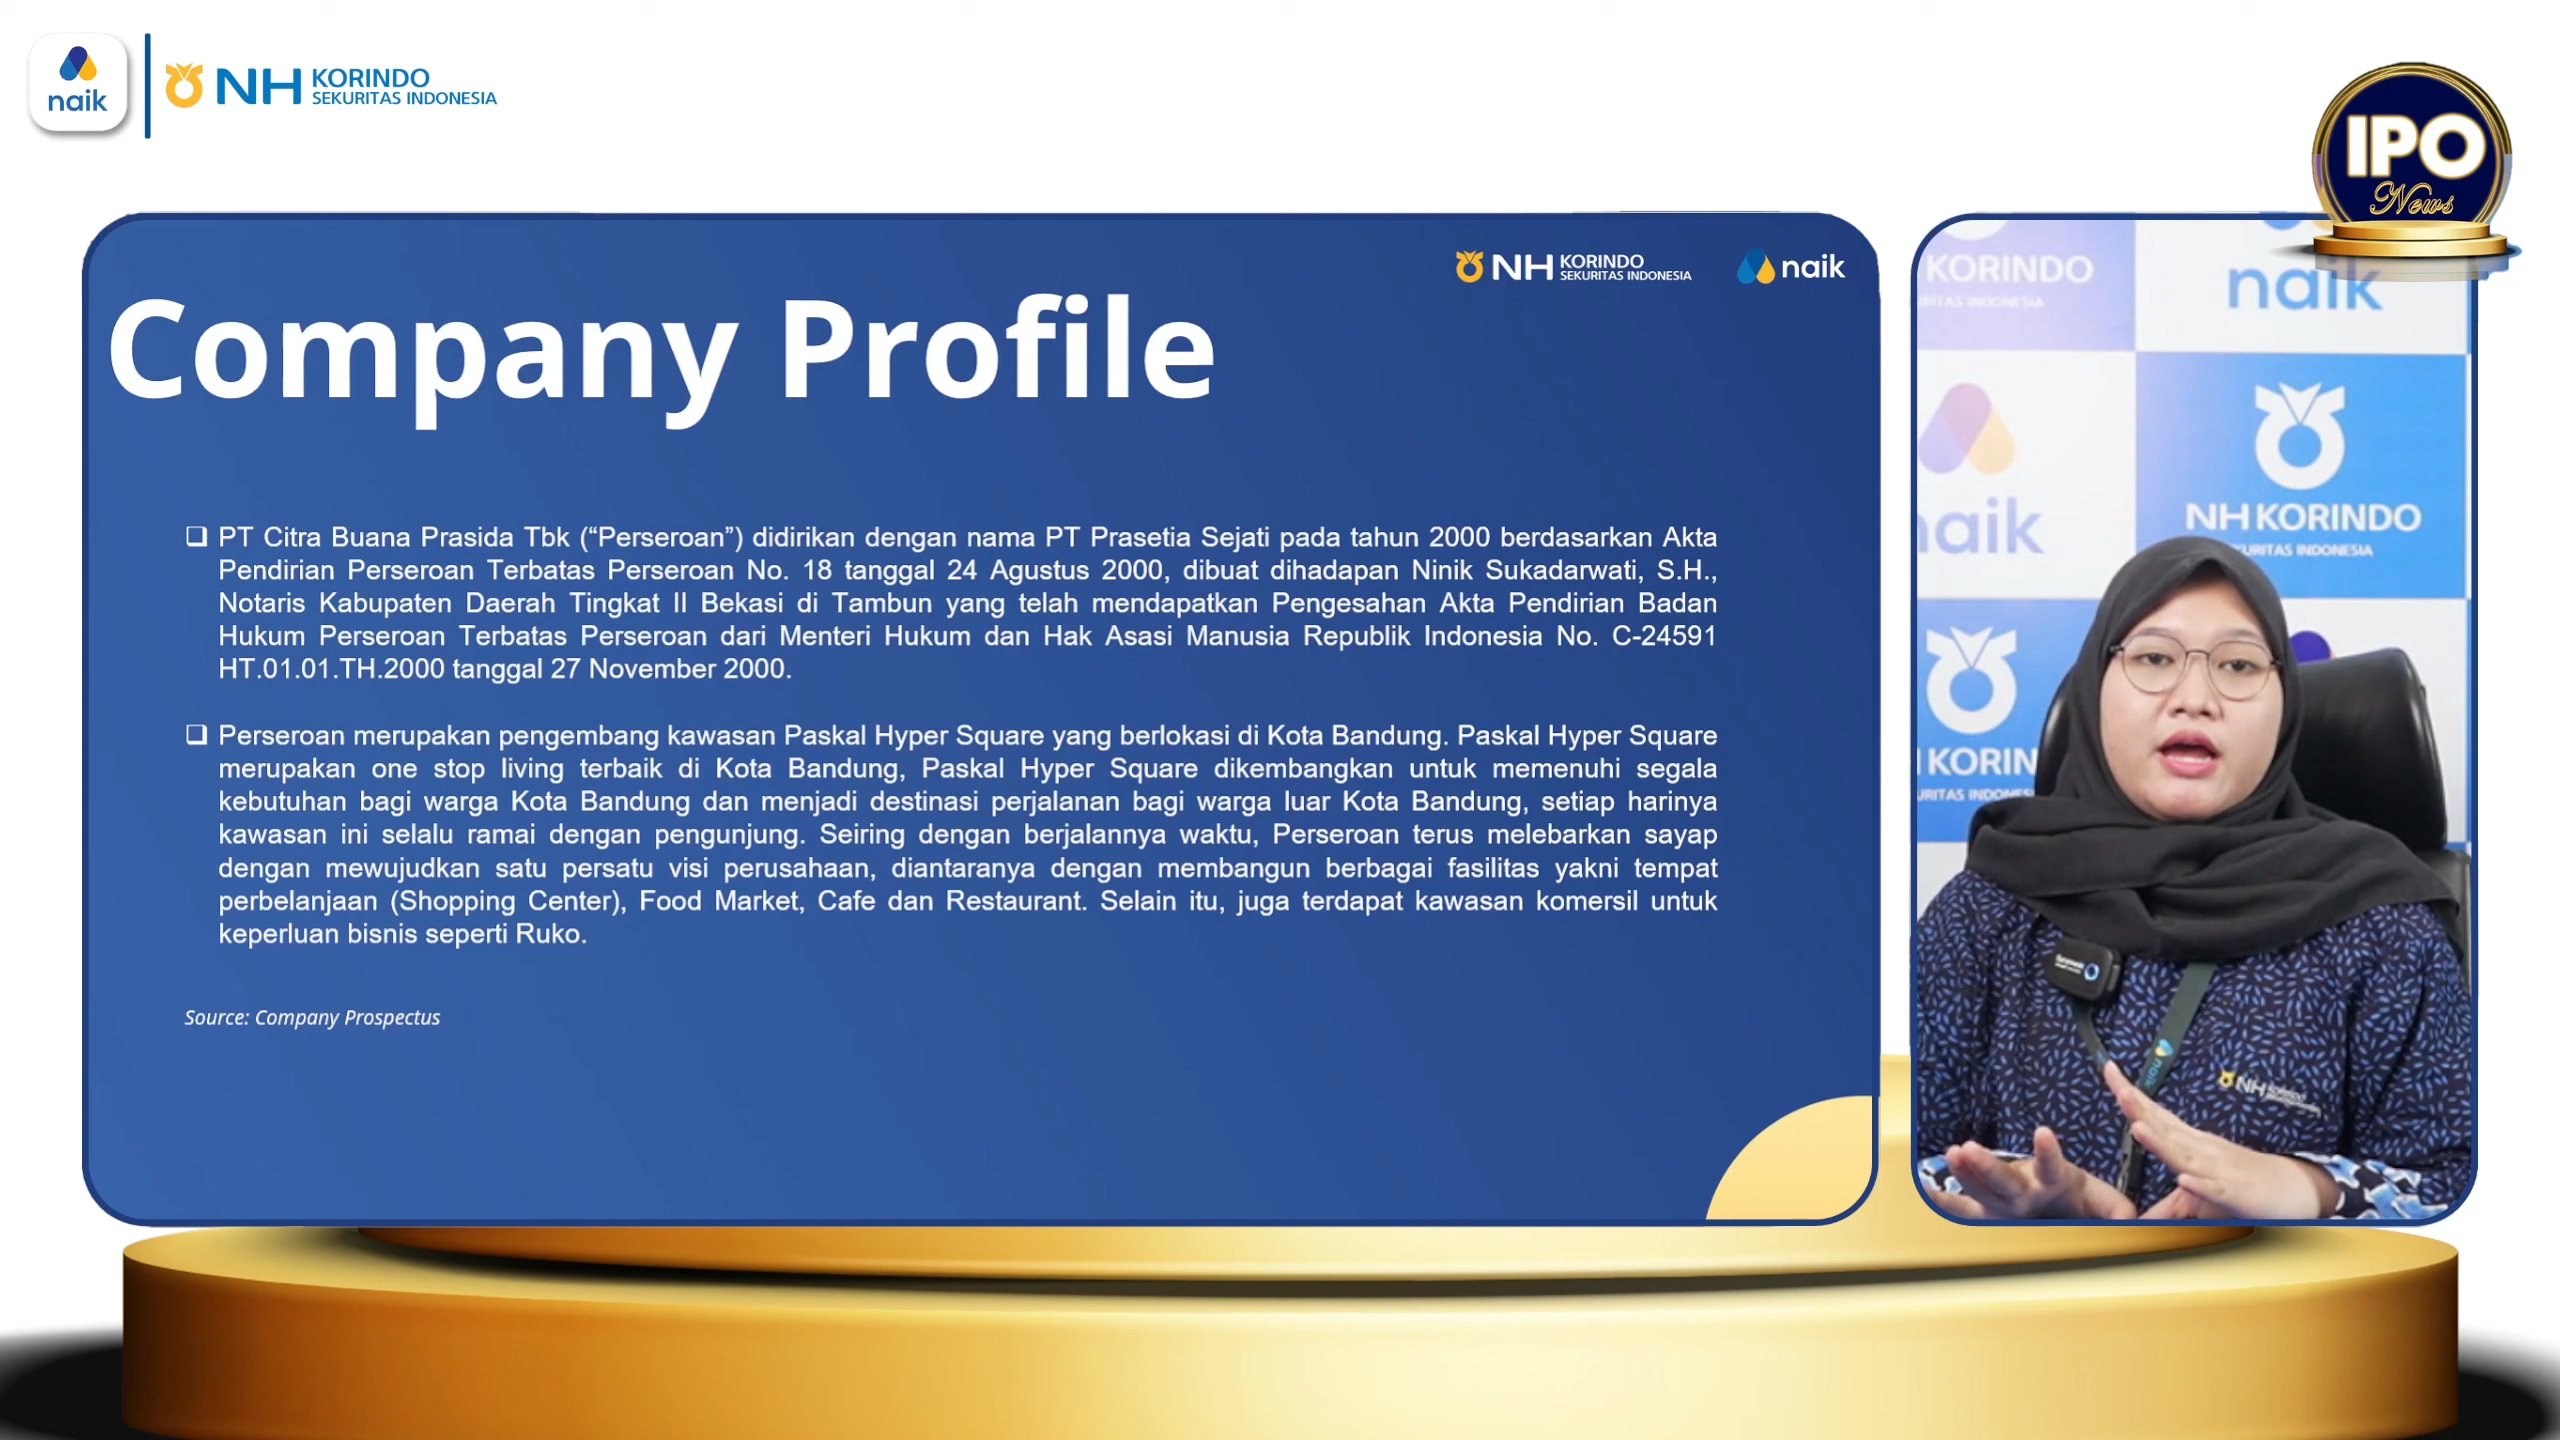 naik
NH KORINDO
SEKURITAS INDONESIA
IPO
News
NH KORINDO
SEKURITAS INDONESIA
naik
Company Profile
❑ PT Citra Buana Prasida Tbk (“Perseroan”) didirikan dengan nama PT Prasetia Sejati pada tahun 2000 berdasarkan Akta
Pendirian Perseroan Terbatas Perseroan No. 18 tanggal 24 Agustus 2000, dibuat dihadapan Ninik Sukadarwati, S.H.,
Notaris Kabupaten Daerah Tingkat II Bekasi di Tambun yang telah mendapatkan Pengesahan Akta Pendirian Badan
Hukum Perseroan Terbatas Perseroan dari Menteri Hukum dan Hak Asasi Manusia Republik Indonesia No. C-24591
HT.01.01.TH.2000 tanggal 27 November 2000.
❑ Perseroan merupakan pengembang kawasan Paskal Hyper Square yang berlokasi di Kota Bandung. Paskal Hyper Square
merupakan one stop living terbaik di Kota Bandung, Paskal Hyper Square dikembangkan untuk memenuhi segala
kebutuhan bagi warga Kota Bandung dan menjadi destinasi perjalanan bagi warga luar Kota Bandung, setiap harinya
kawasan ini selalu ramai dengan pengunjung. Seiring dengan berjalannya waktu, Perseroan terus melebarkan sayap
dengan mewujudkan satu persatu visi perusahaan, diantaranya dengan membangun berbagai fasilitas yakni tempat
perbelanjaan (Shopping Center), Food Market, Cafe dan Restaurant. Selain itu, juga terdapat kawasan komersil untuk
keperluan bisnis seperti Ruko.
Source: Company Prospectus
KORINDO
RITAS INDONESIA
naik
naik
NH KORINDO
KURITAS INDONESIA
KORIN
URITAS INDONES
naik
NH